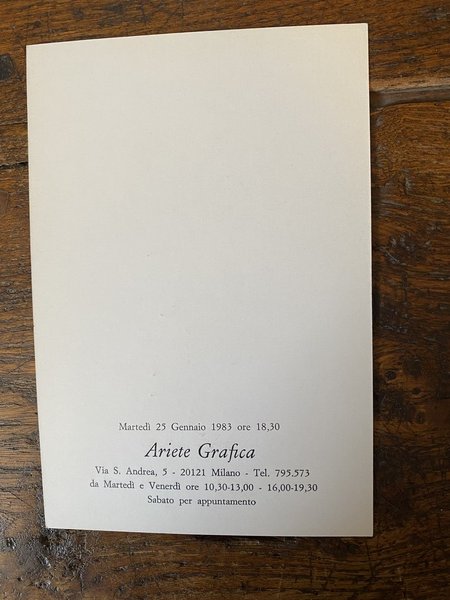 Martedì 25 Gennaio 1983 ore 18,30
Ariete Grafica
Via S. Andrea, 5 - 20121 Milano - Tel. 795.573
da Martedì e Venerdì ore 10,30-13,00 - 16,00-19,30
Sabato per appuntamento